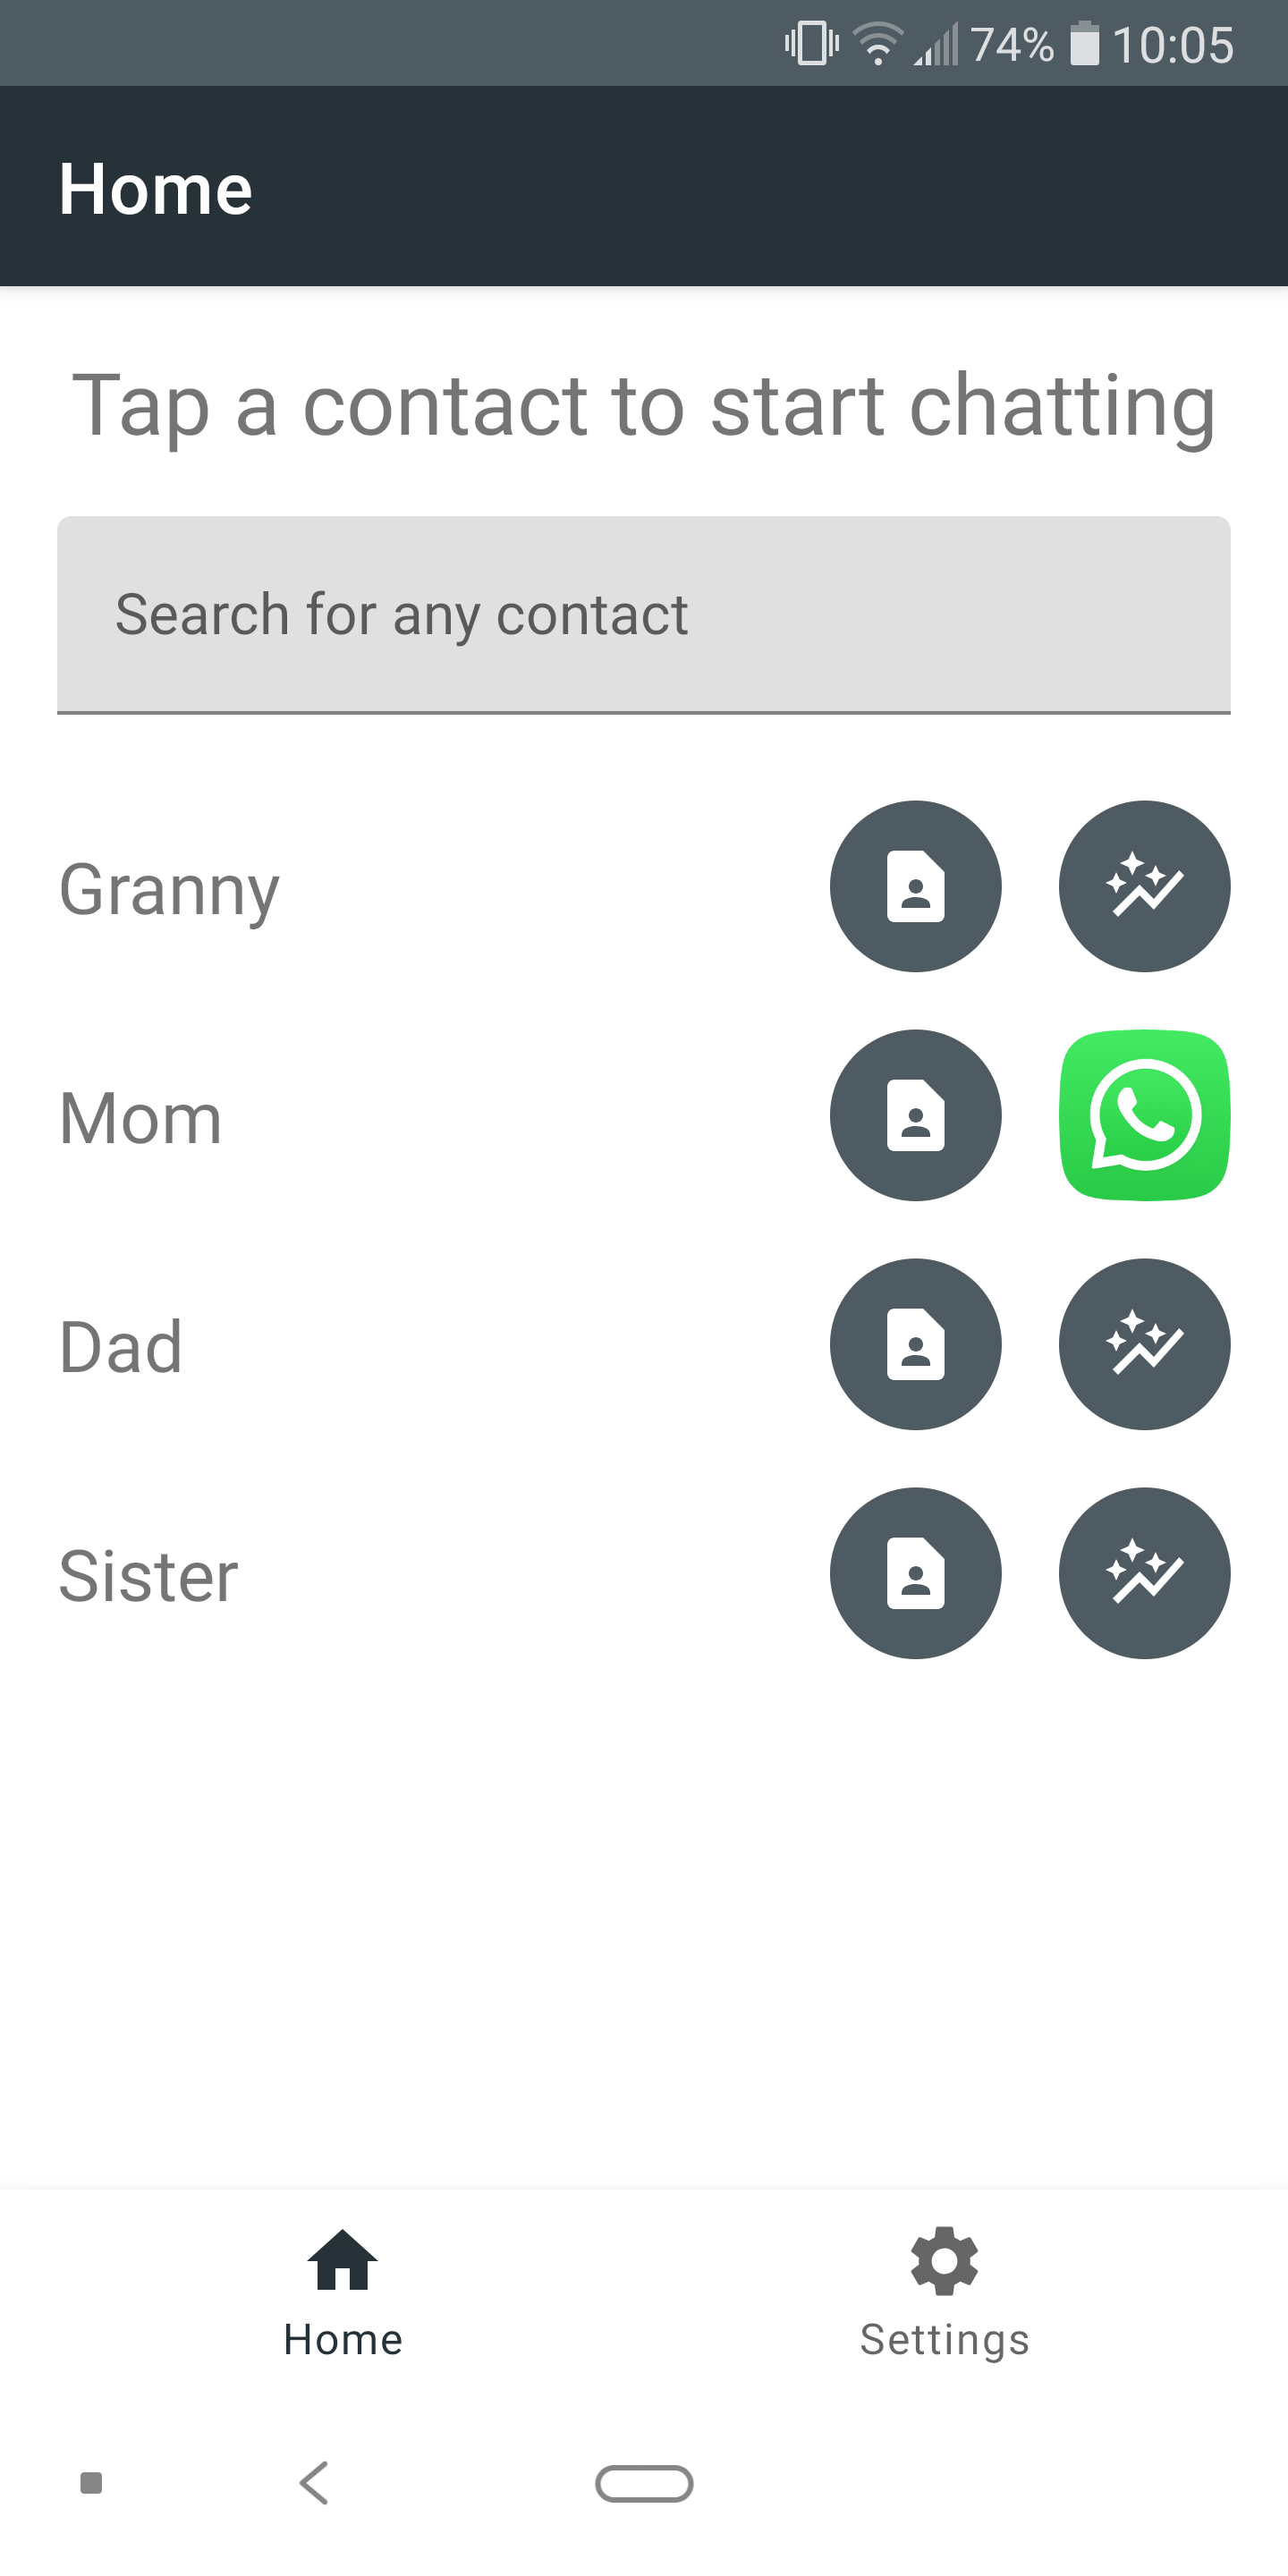 74% 10:05
Home
Tap a contact to start chatting
Search for any contact
Granny
Mom
Dad
Sister
Home
Settings